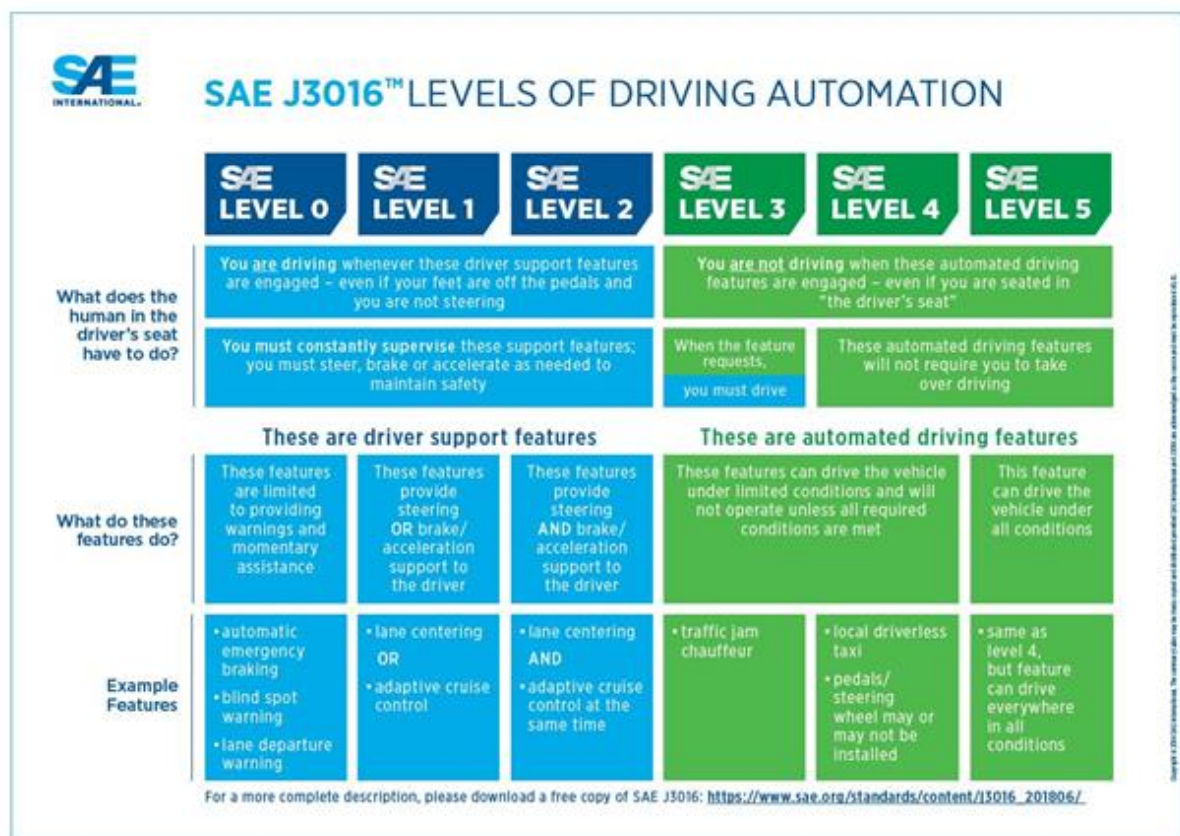 SAE
INTERNATIONAL®
SAE J3016™ LEVELS OF DRIVING AUTOMATION
SAE
LEVEL 0
SAE
LEVEL 1
SAE
LEVEL 2
SAE
LEVEL 3
SAE
LEVEL 4
SAE
LEVEL 5
What does the
human in the
driver's seat
have to do?
You are driving whenever these driver support features
are engaged – even if your feet are off the pedals and
you are not steering
You are not driving when these automated driving
features are engaged – even if you are seated in
"the driver's seat"
You must constantly supervise these support features;
you must steer, brake or accelerate as needed to
maintain safety
When the feature
requests,
you must drive
These automated driving features
will not require you to take
over driving
These are driver support features
These are automated driving features
What do these
features do?
These features
are limited
to providing
warnings and
momentary
assistance
These features
provide
steering
OR brake/
acceleration
support to
the driver
These features
provide
steering
AND brake/
acceleration
support to
the driver
These features can drive the vehicle
under limited conditions and will
not operate unless all required
conditions are met
This feature
can drive the
vehicle under
all conditions
Example
Features
•automatic
emergency
braking
•blind spot
warning
•lane departure
warning
•lane centering
OR
•adaptive cruise
control
•lane centering
AND
•adaptive cruise
control at the
same time
•traffic jam
chauffeur
•local driverless
taxi
•pedals/
steering
wheel may or
may not be
installed
•same as
level 4,
but feature
can drive
everywhere
in all
conditions
For a more complete description, please download a free copy of SAE J3016: https://www.sae.org/standards/content/J3016_201806/